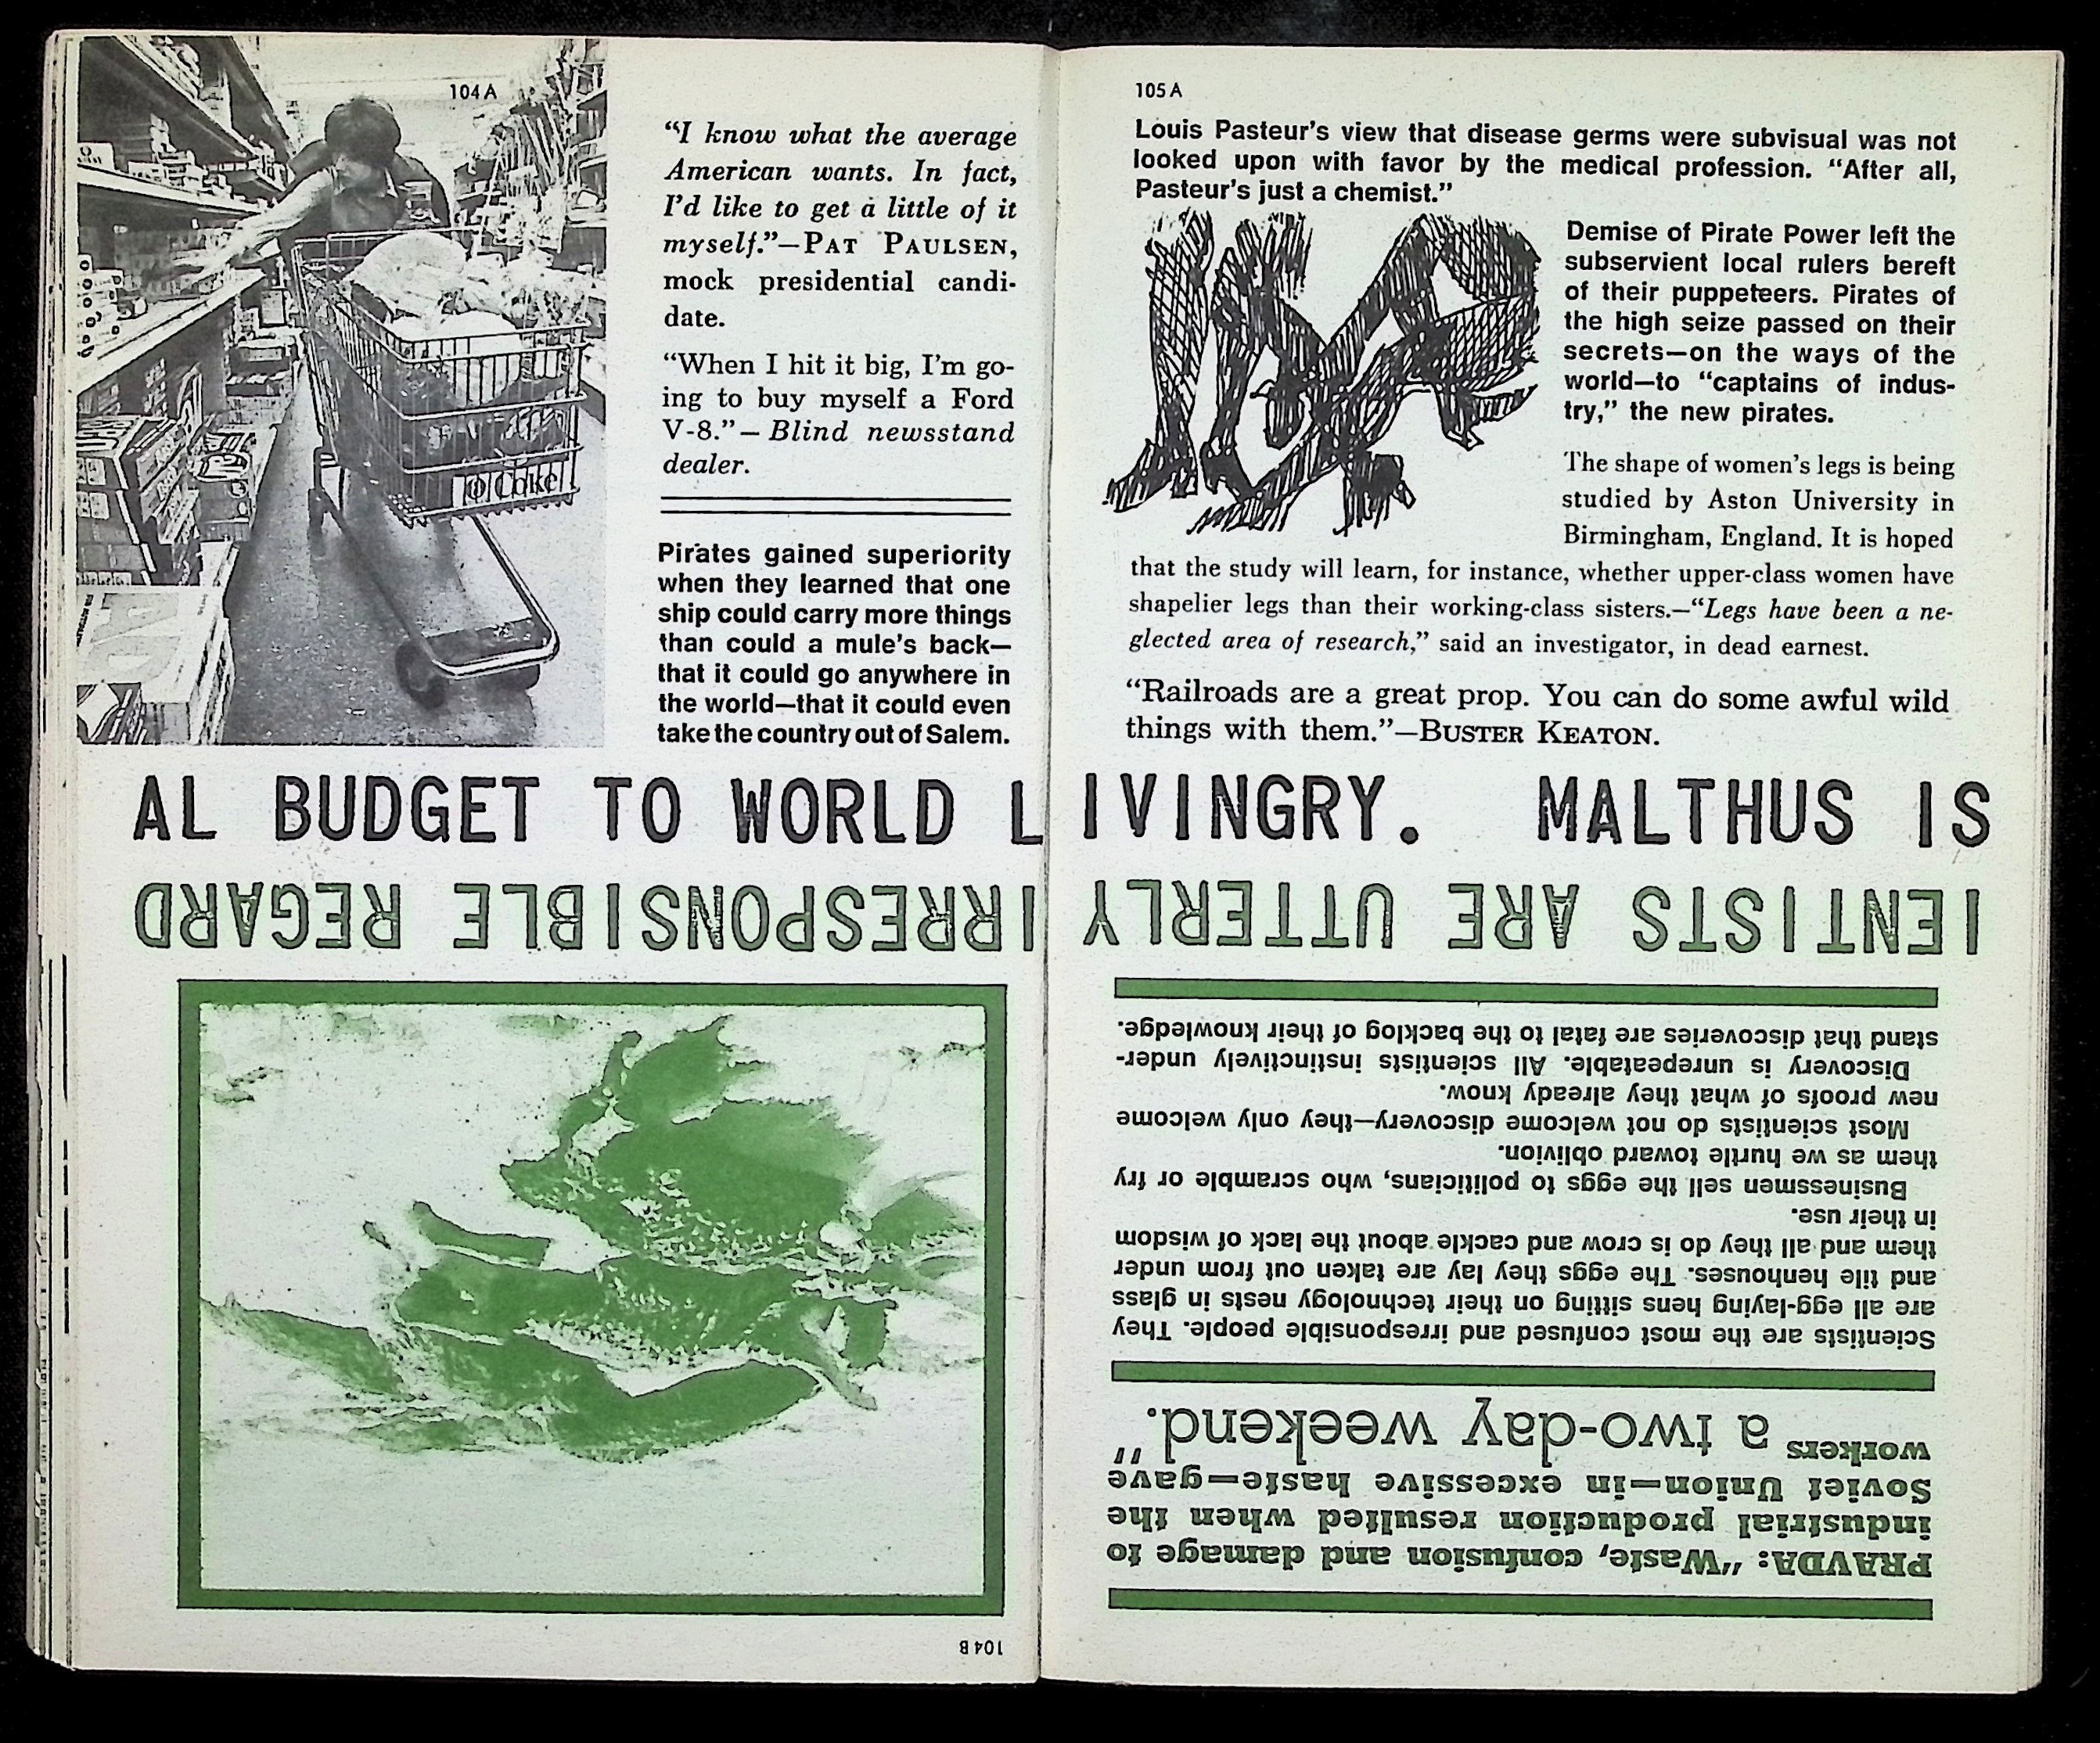 104 A
"I know what the average
American wants. In fact,
I'd like to get a little of it
myself."—PAT PAULSEN,
mock presidential candi-
date.
"When I hit it big, I'm go-
ing to buy myself a Ford
V-8."—Blind newsstand
dealer.
Pirates gained superiority
when they learned that one
ship could carry more things
than could a mule's back—
that it could go anywhere in
the world—that it could even
take the country out of Salem.
Coke
105 A
Louis Pasteur's view that disease germs were subvisual was not
looked upon with favor by the medical profession. "After all,
Pasteur's just a chemist."
Demise of Pirate Power left the
subservient local rulers bereft
of their puppeteers. Pirates of
the high seize passed on their
secrets—on the ways of the
world—to "captains of indus-
try," the new pirates.
The shape of women's legs is being
studied by Aston University in
Birmingham, England. It is hoped
that the study will learn, for instance, whether upper-class women have
shapelier legs than their working-class sisters.—"Legs have been a ne-
glected area of research," said an investigator, in dead earnest.
"Railroads are a great prop. You can do some awful wild
things with them."—BUSTER KEATON.
AL BUDGET TO WORLD LIVINGRY. MALTHUS IS
IENTISTS ARE UTTERLY IRRESPONSIBLE REGARD
PRAVDA: "Waste, confusion and damage to
industrial production resulted when the
Soviet Union—in excessive haste—gave
workers a two-day weekend."
Scientists are the most confused and irresponsible people. They
are all egg-laying hens sitting on their technology nests in glass
and tile henhouses. The eggs they lay are taken out from under
them and all they do is crow and cackle about the lack of wisdom
in their use.
Businessmen sell the eggs to politicians, who scramble or fry
them as we hurtle toward oblivion.
Most scientists do not welcome discovery—they only welcome
new proofs of what they already know.
Discovery is unrepeatable. All scientists instinctively under-
stand that discoveries are fatal to the backlog of their knowledge.
104 B